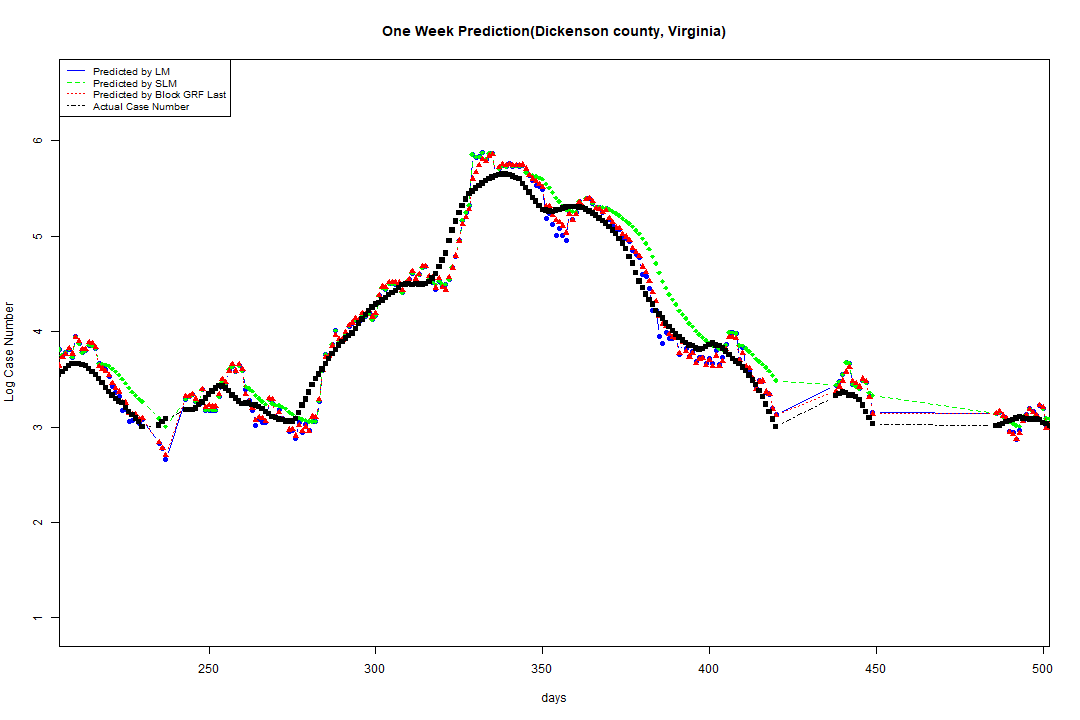 One Week Prediction(Dickenson county, Virginia)
Predicted by LM
Predicted by SLM
Predicted by Block GRF Last
Actual Case Number
Log Case Number
6
5
4
3
2
1
250 300 350 400 450 500
days